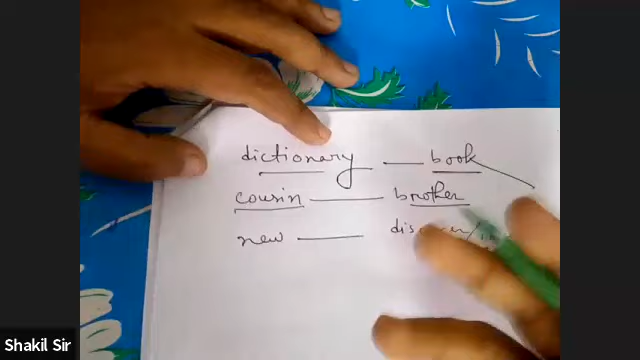 dictionary — book
cousin — brother
new —
Shakil Sir